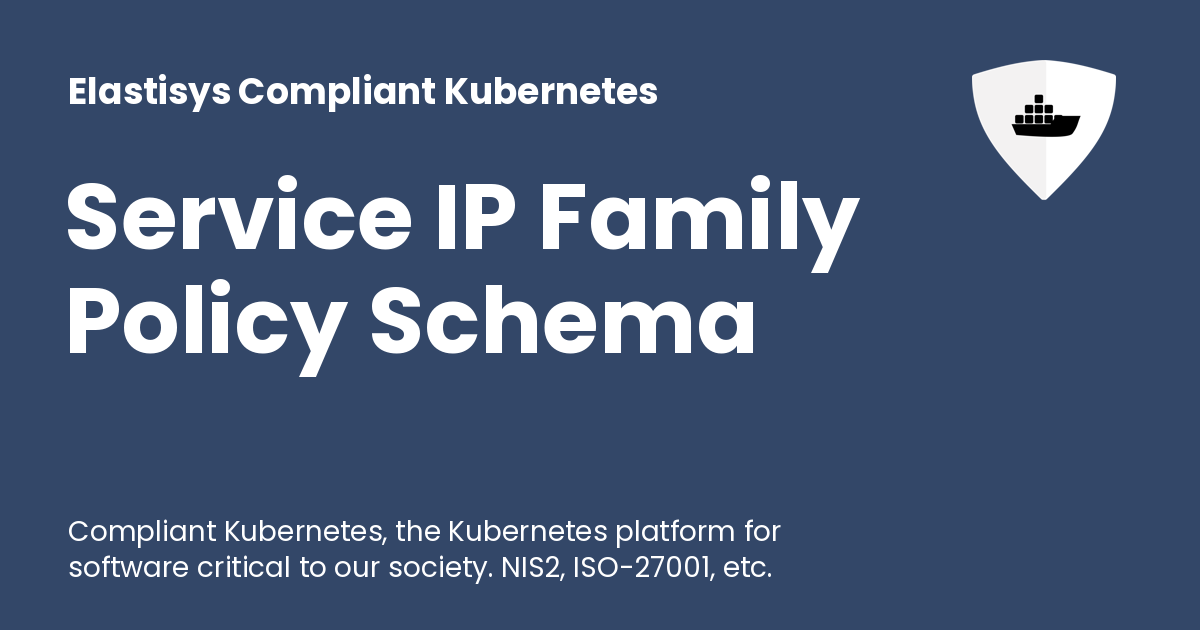 Elastisys Compliant Kubernetes
Service IP Family
Policy Schema
Compliant Kubernetes, the Kubernetes platform for
software critical to our society. NIS2, ISO-27001, etc.